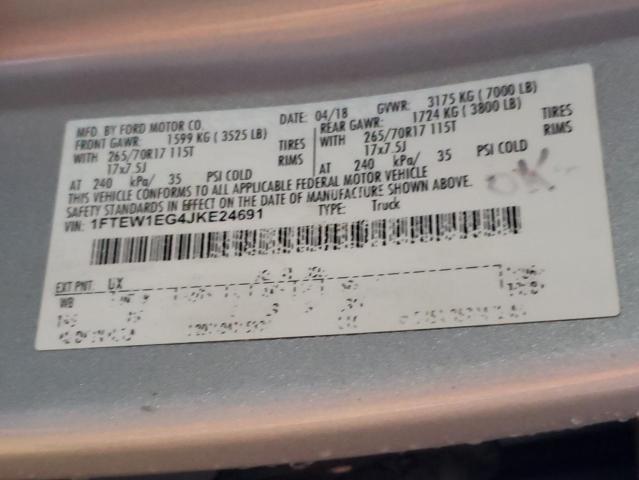 MFD. BY FORD MOTOR CO. DATE: 04/18 GVWR: 3175 KG ( 7000 LB)
FRONT GAWR: 1599 KG ( 3525 LB) REAR GAWR: 1724 KG ( 3800 LB)
WITH 265/70R17 115T TIRES WITH 265/70R17 115T TIRES
17x7.5J RIMS 17x7.5J RIMS
AT 240 kPa/ 35 PSI COLD AT 240 kPa/ 35 PSI COLD
THIS VEHICLE CONFORMS TO ALL APPLICABLE FEDERAL MOTOR VEHICLE
SAFETY STANDARDS IN EFFECT ON THE DATE OF MANUFACTURE SHOWN ABOVE.
OK
VIN: 1FTEW1EG4JKE24691 TYPE: Truck
EXT PNT: UX
WB